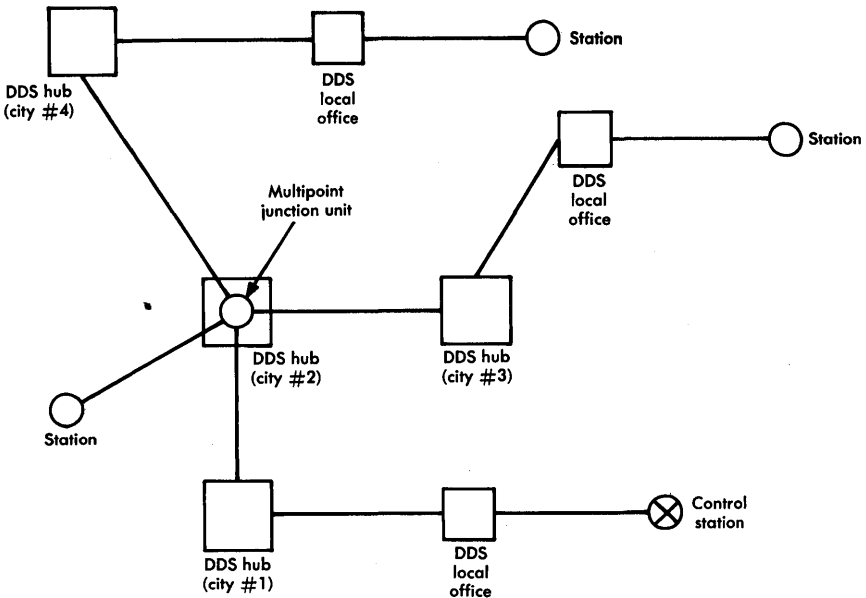 Station
DDS
local
office
DDS hub
(city #4)
Station
DDS
local
office
Multipoint
junction unit
DDS hub
(city #2)
DDS hub
(city #3)
Station
Control
station
DDS hub
(city #1)
DDS
local
office